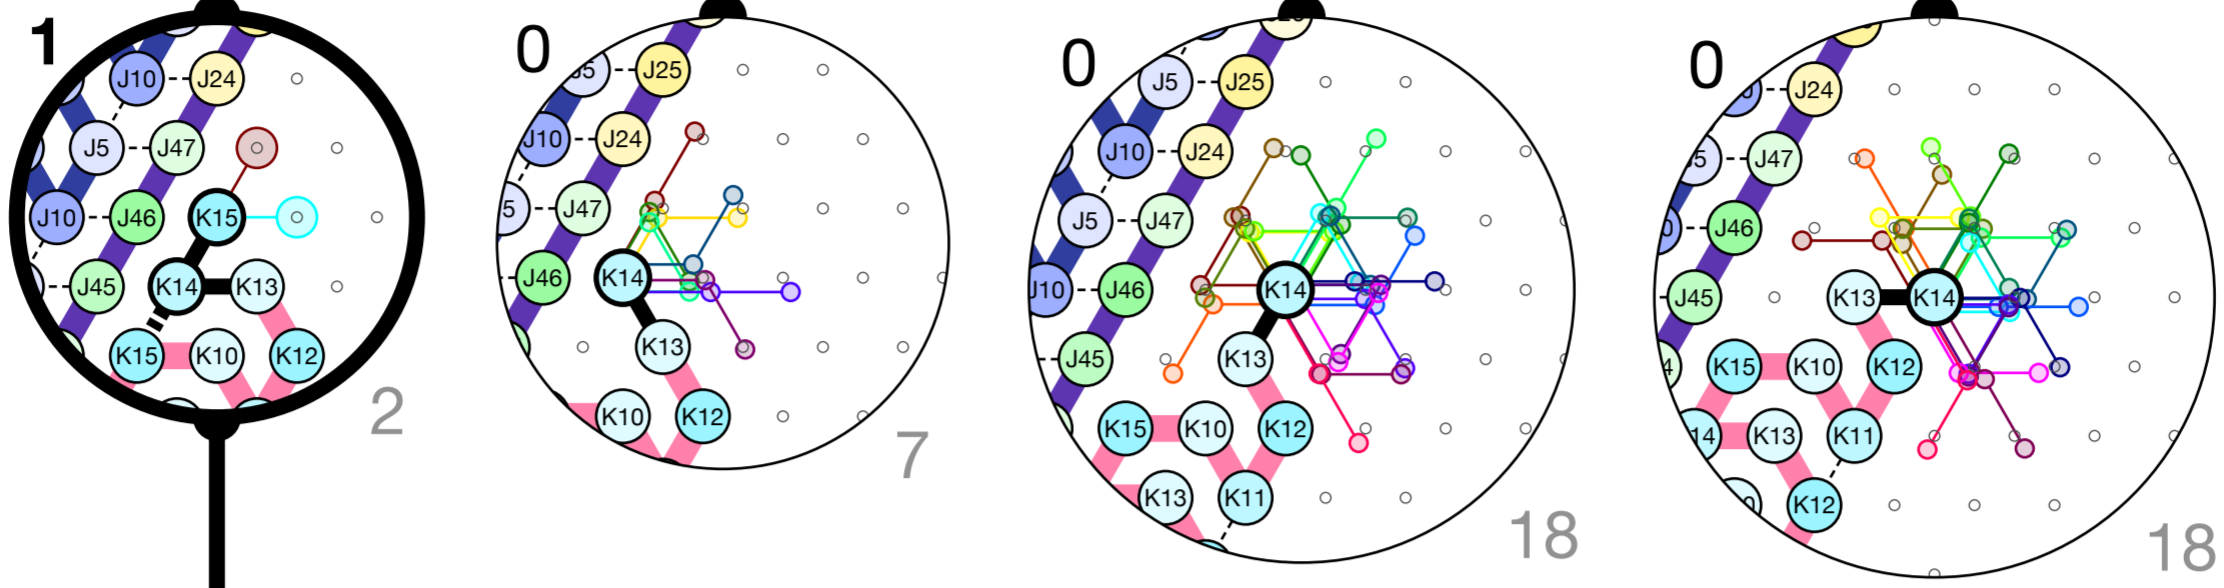 1
J10 J24
J5 J47
J10 J46 K15
J45 K14 K13
K15 K10 K12
2
0
J25
J10 J24
J47
J46 K14
K13
K10 K12
7
0
J5 J25
J10 J24
J5 J47
J10 J46 K14
J45 K13
K15 K10 K12
K13 K11
18
0
J24
J47
J46
J45 K13 K14
K15 K10 K12
K13 K11
K12
18